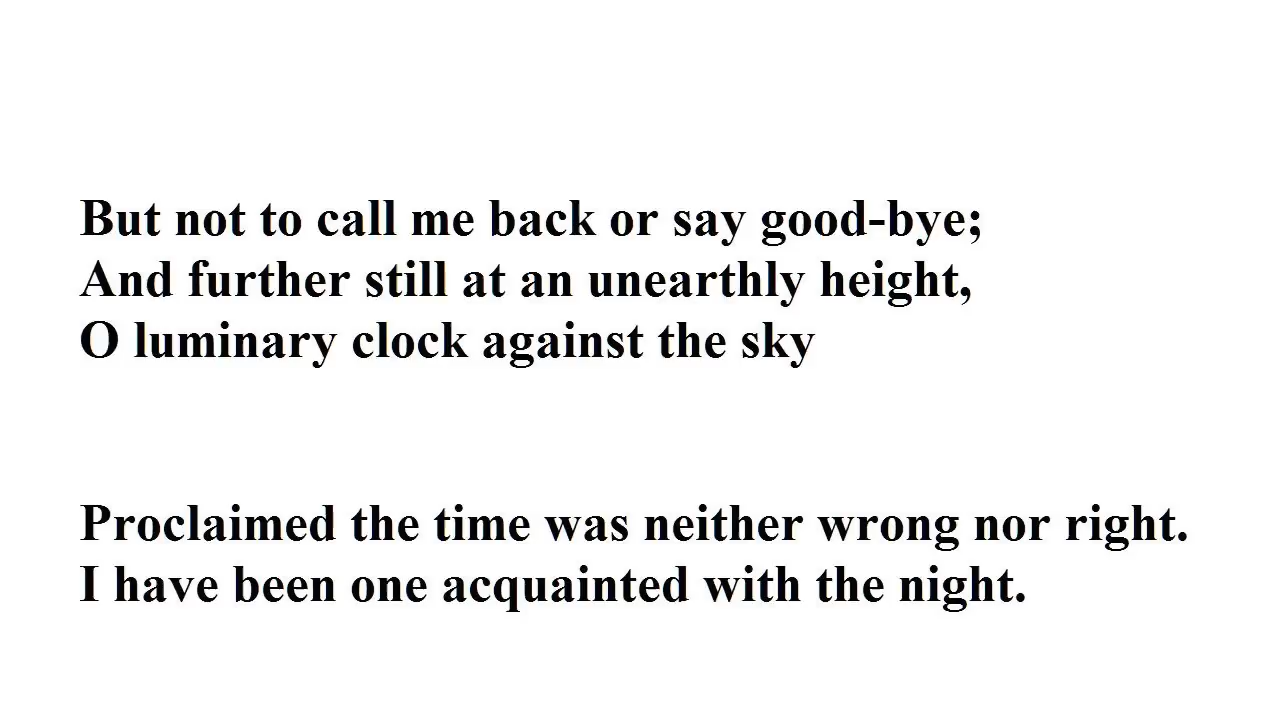 But not to call me back or say good-bye;
And further still at an unearthly height,
O luminary clock against the sky
Proclaimed the time was neither wrong nor right.
I have been one acquainted with the night.